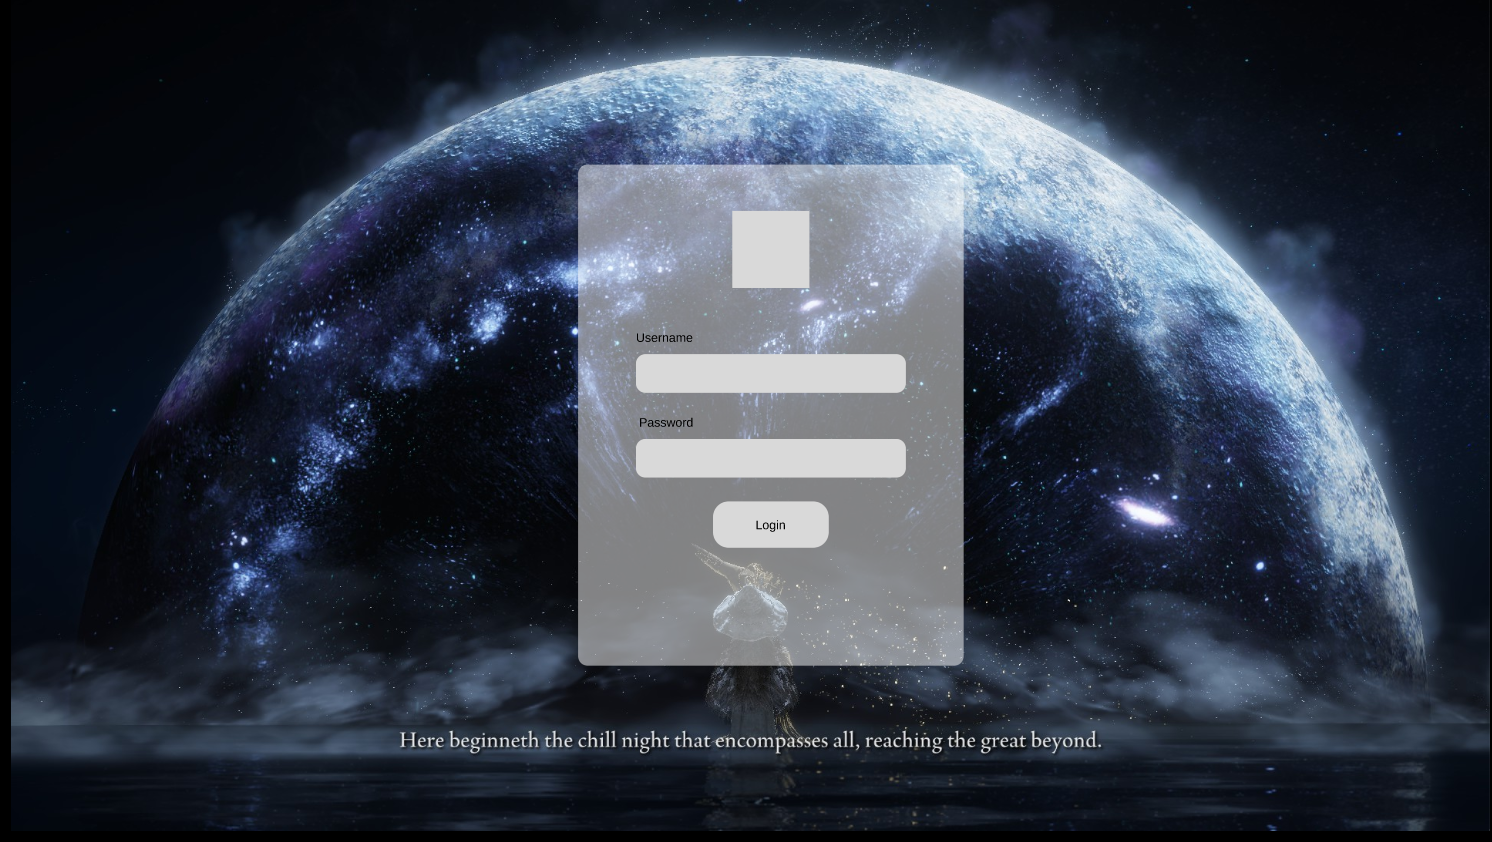 Username
Password
Login
Here beginneth the chill night that encompasses all, reaching the great beyond.